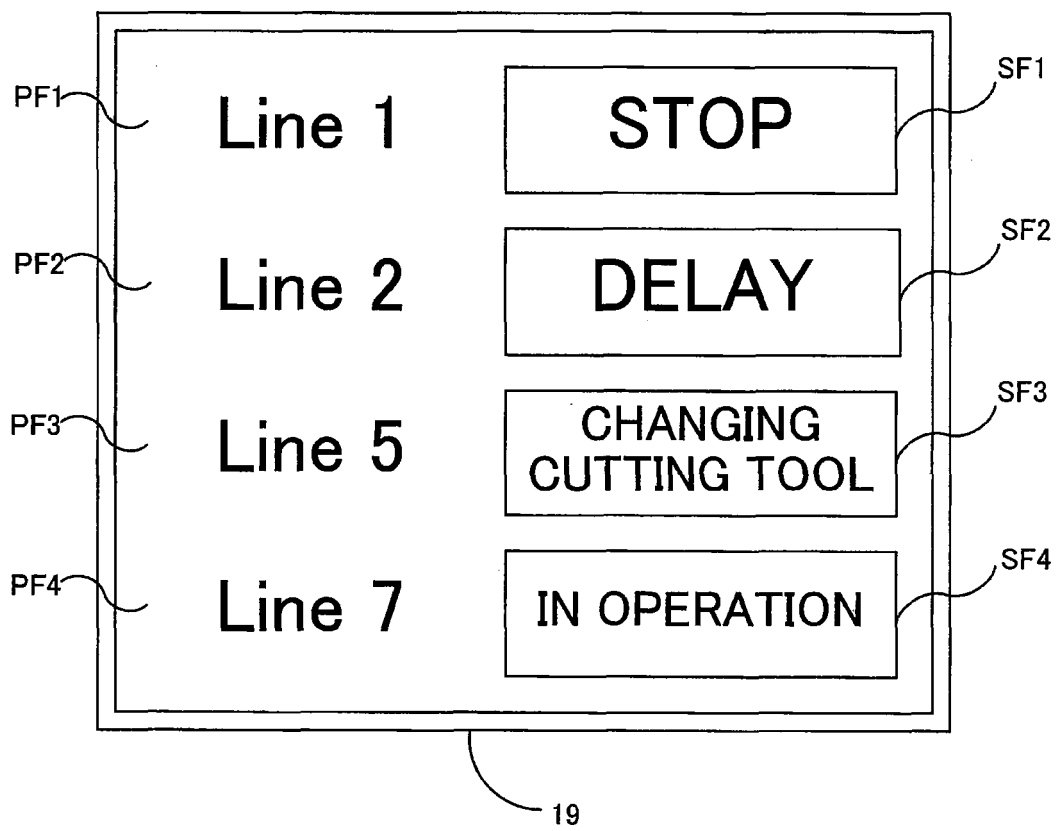 PF1
Line 1
STOP
SF1
PF2
Line 2
DELAY
SF2
PF3
Line 5
CHANGING
CUTTING TOOL
SF3
PF4
Line 7
IN OPERATION
SF4
19